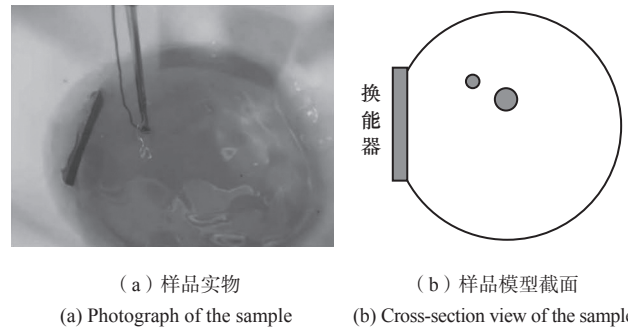 换
能
器
（a）样品实物
（b）样品模型截面
(a) Photograph of the sample
(b) Cross-section view of the sample